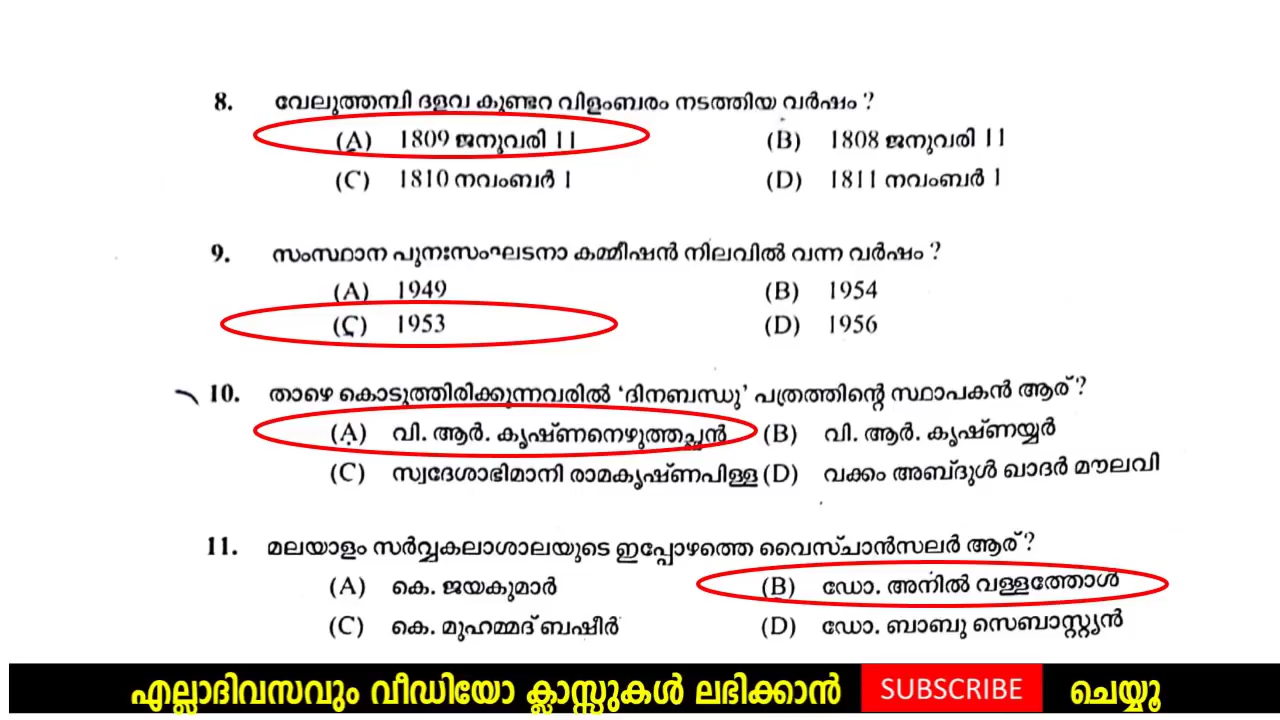 8. വേലുത്തമ്പി ദളവ കുണ്ടറ വിളംബരം നടത്തിയ വർഷം ?
(A) 1809 ജനുവരി 11 (B) 1808 ജനുവരി 11
(C) 1810 നവംബർ 1 (D) 1811 നവംബർ 1
9. സംസ്ഥാന പുനഃസംഘടനാ കമ്മീഷൻ നിലവിൽ വന്ന വർഷം ?
(A) 1949 (B) 1954
(C) 1953 (D) 1956
10. താഴെ കൊടുത്തിരിക്കുന്നവരിൽ ‘ദിനബന്ധു’ പത്രത്തിന്റെ സ്ഥാപകൻ ആര് ?
(A) വി. ആർ. കൃഷ്ണനെഴുത്തച്ഛൻ (B) വി. ആർ. കൃഷ്ണയ്യർ
(C) സ്വദേശാഭിമാനി രാമകൃഷ്ണപിള്ള (D) വക്കം അബ്ദുൾ ഖാദർ മൗലവി
11. മലയാളം സർവ്വകലാശാലയുടെ ഇപ്പോഴത്തെ വൈസ്ചാൻസലർ ആര് ?
(A) കെ. ജയകുമാർ (B) ഡോ. അനിൽ വള്ളത്തോൾ
(C) കെ. മുഹമ്മദ് ബഷീർ (D) ഡോ. ബാബു സെബാസ്റ്റ്യൻ
എല്ലാദിവസവും വീഡിയോ ക്ലാസ്സുകൾ ലഭിക്കാൻ SUBSCRIBE ചെയ്യൂ